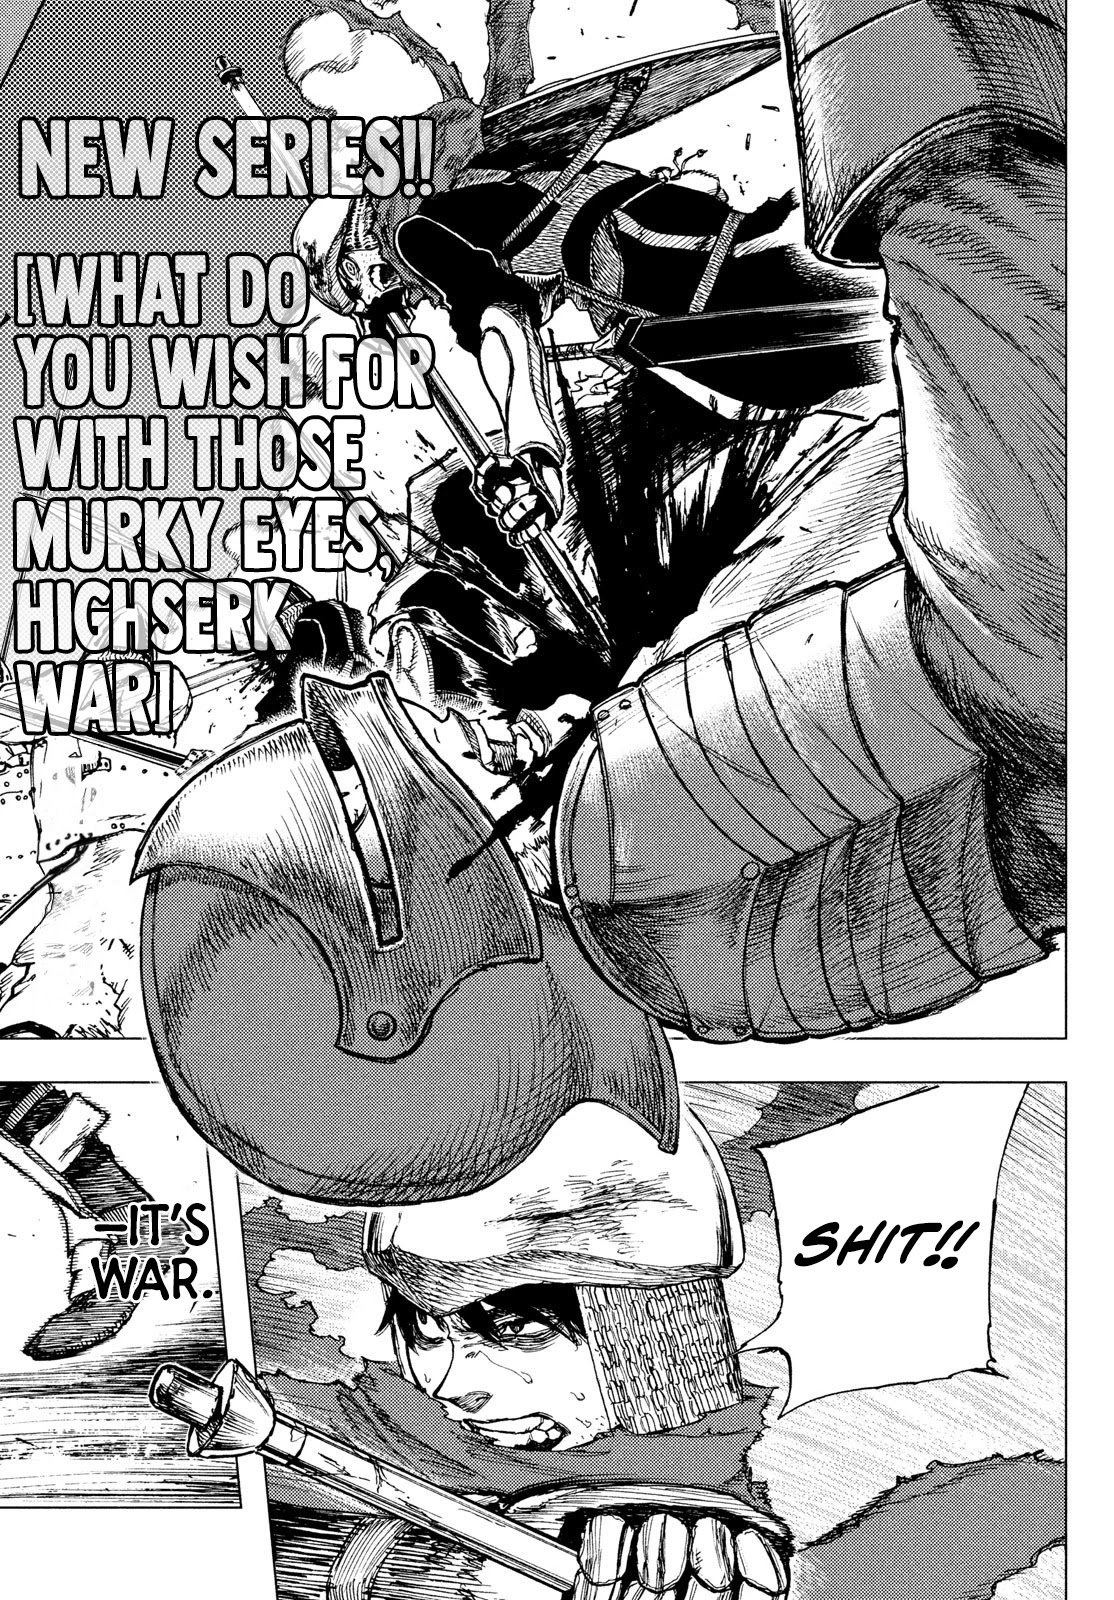 NEW SERIES!!
[WHAT DO
YOU WISH FOR
WITH THOSE
MURKY EYES,
HIGHSERK
WAR]
SHIT!!
—IT'S
WAR.